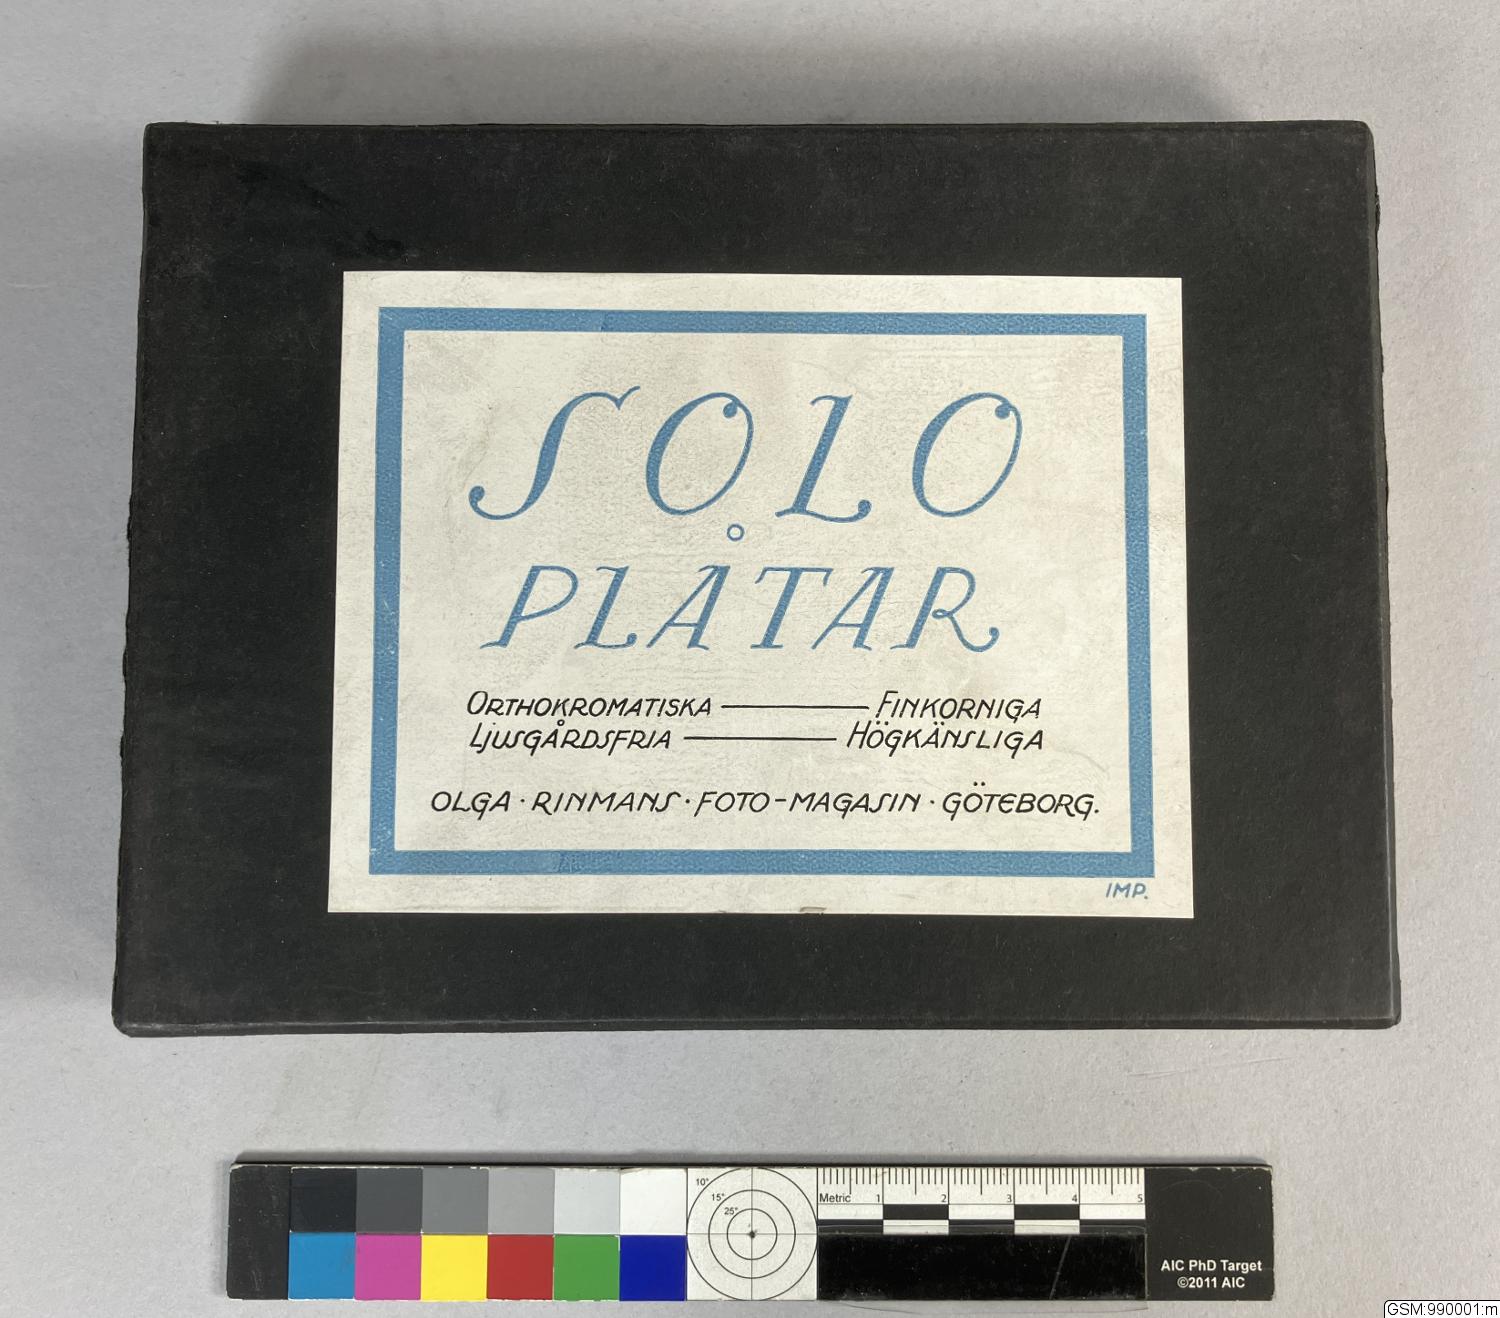 SOLO
PLÅTAR
ORTHOKROMATISKA — FINKORNIGA
LJUSGÅRDSFRIA — HÖGKÄNSLIGA
OLGA · RINMANS · FOTO-MAGASIN · GÖTEBORG.
IMP.
10°
15°
25°
Metric 1 2 3 4 5
AIC PhD Target
©2011 AIC
GSM:990001:m